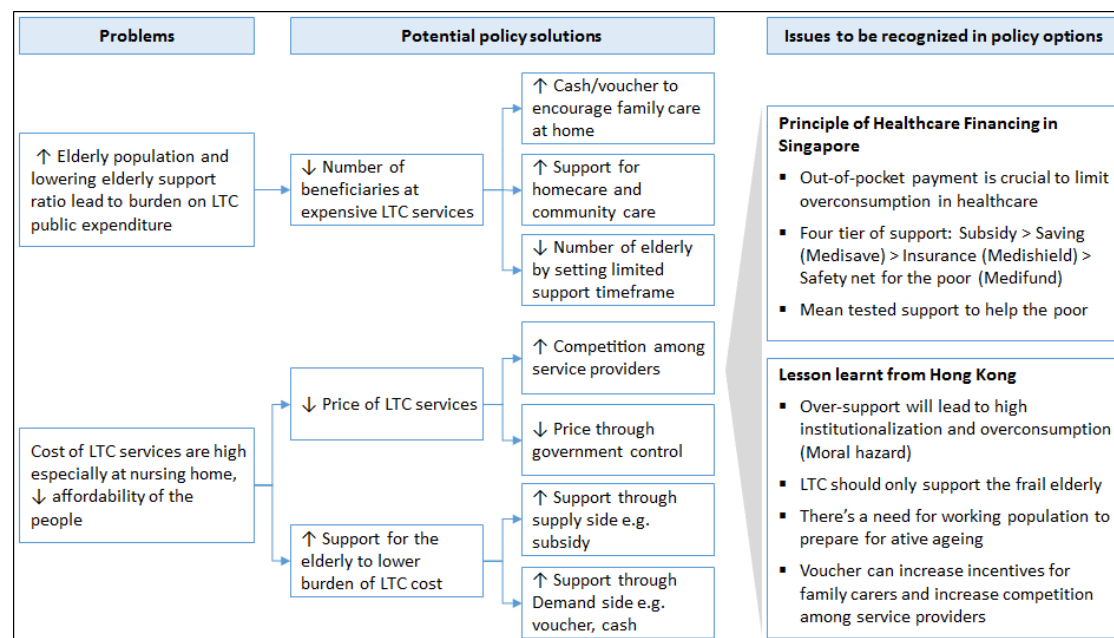 Problems
Potential policy solutions
Issues to be recognized in policy options
↑ Elderly population and
lowering elderly support
ratio lead to burden on LTC
public expenditure
↓ Number of
beneficiaries at
expensive LTC services
↑ Cash/voucher to
encourage family care
at home
↑ Support for
homecare and
community care
↓ Number of elderly
by setting limited
support timeframe
Cost of LTC services are high
especially at nursing home,
↓ affordability of the
people
↓ Price of LTC services
↑ Competition among
service providers
↓ Price through
government control
↑ Support for the
elderly to lower
burden of LTC cost
↑ Support through
supply side e.g.
subsidy
↑ Support through
Demand side e.g.
voucher, cash
Principle of Healthcare Financing in
Singapore
▪ Out-of-pocket payment is crucial to limit
overconsumption in healthcare
▪ Four tier of support: Subsidy > Saving
(Medisave) > Insurance (Medishield) >
Safety net for the poor (Medifund)
▪ Mean tested support to help the poor
Lesson learnt from Hong Kong
▪ Over-support will lead to high
institutionalization and overconsumption
(Moral hazard)
▪ LTC should only support the frail elderly
▪ There's a need for working population to
prepare for ative ageing
▪ Voucher can increase incentives for
family carers and increase competition
among service providers